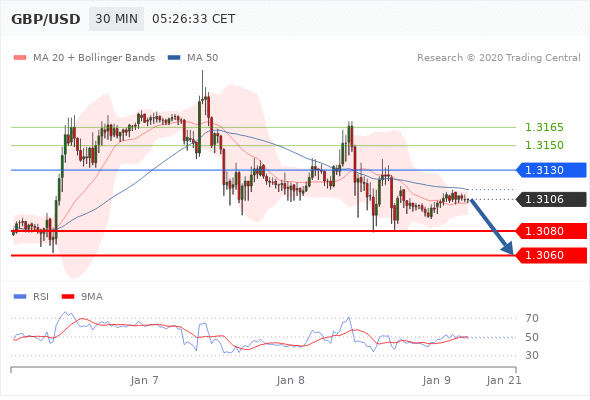 GBP/USD 30 MIN 05:26:33 CET
MA 20 + Bollinger Bands MA 50 Research © 2020 Trading Central
1.3165
1.3150
1.3130
1.3106
1.3080
1.3060
RSI 9MA
70
50
30
Jan 7 Jan 8 Jan 9 Jan 21